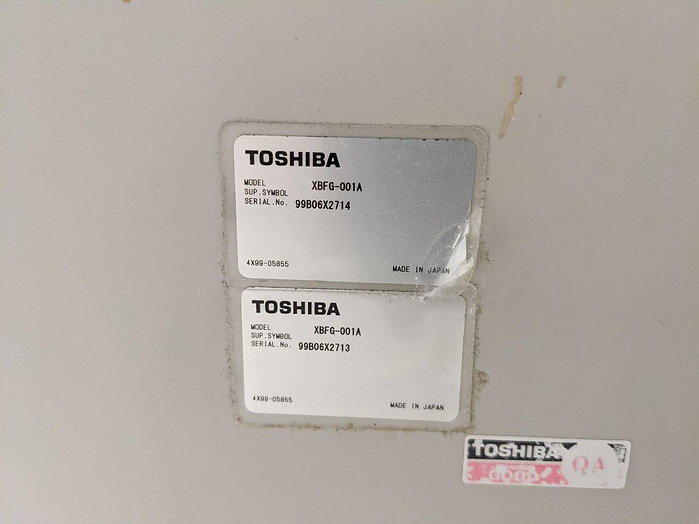 TOSHIBA
MODEL XBFG-001A
SUP.SYMBOL
SERIAL.No. 99B06X2714
4X99-05855 MADE IN JAPAN
TOSHIBA
MODEL XBFG-001A
SUP.SYMBOL
SERIAL.No. 99B06X2713
4X99-05855 MADE IN JAPAN
TOSHIBA
GOOD! QA